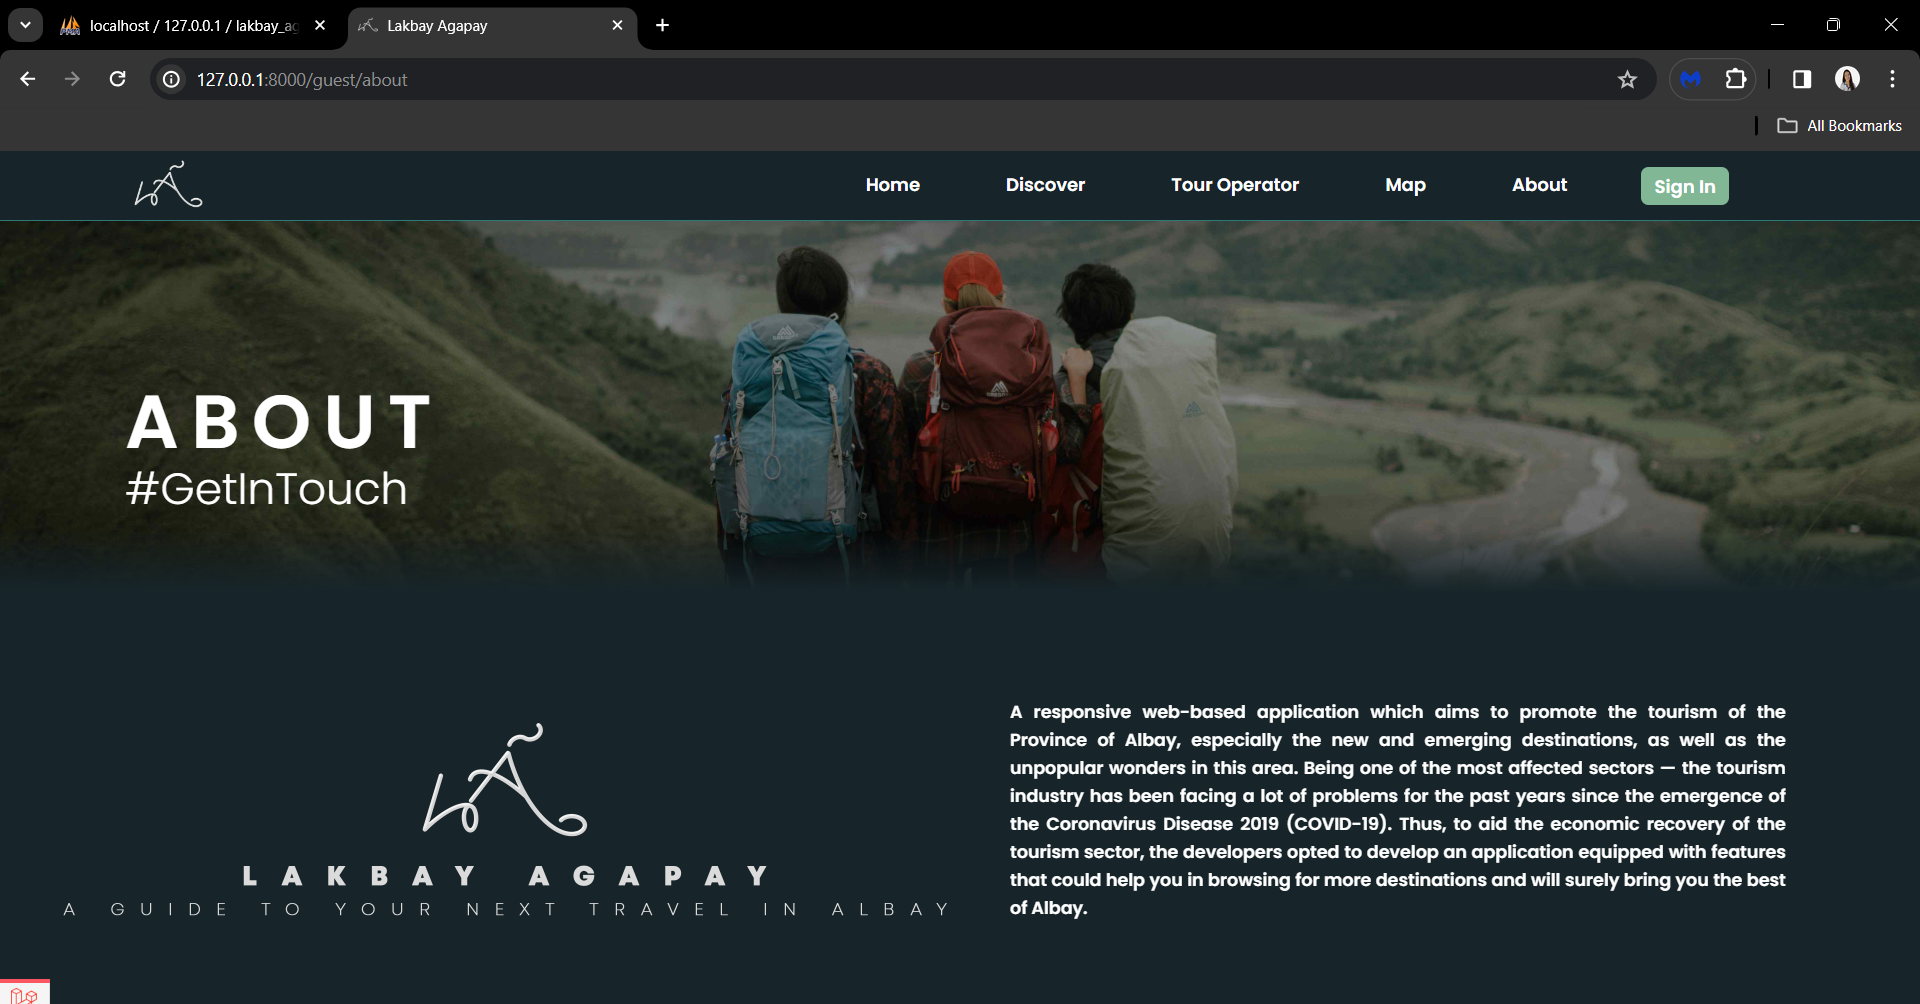 localhost / 127.0.0.1 / lakbay_ag
Lakbay Agapay
127.0.0.1:8000/guest/about
All Bookmarks
Home
Discover
Tour Operator
Map
About
Sign In
ABOUT
#GetInTouch
LAKBAY AGAPAY
A GUIDE TO YOUR NEXT TRAVEL IN ALBAY
A responsive web-based application which aims to promote the tourism of the
Province of Albay, especially the new and emerging destinations, as well as the
unpopular wonders in this area. Being one of the most affected sectors — the tourism
industry has been facing a lot of problems for the past years since the emergence of
the Coronavirus Disease 2019 (COVID-19). Thus, to aid the economic recovery of the
tourism sector, the developers opted to develop an application equipped with features
that could help you in browsing for more destinations and will surely bring you the best
of Albay.